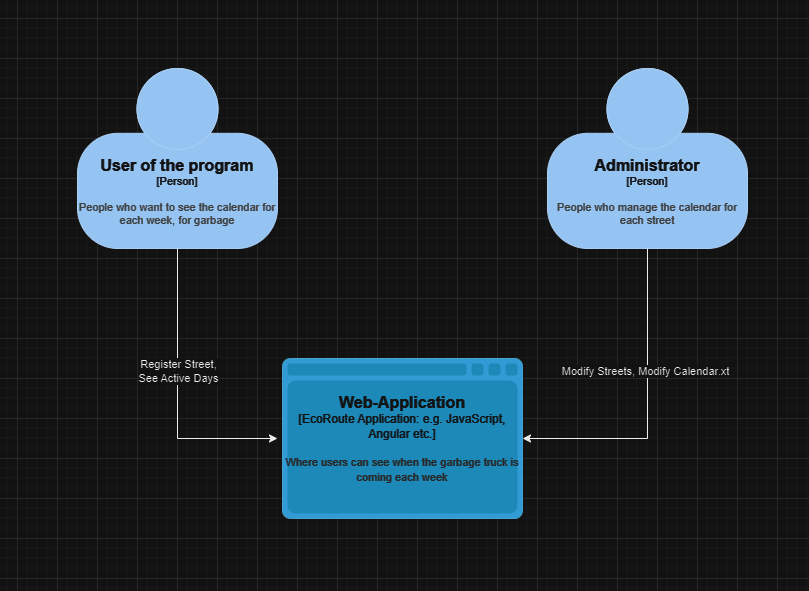 User of the program
[Person]
People who want to see the calendar for
each week, for garbage
Administrator
[Person]
People who manage the calendar for
each street
Register Street,
See Active Days
Modify Streets, Modify Calendar.xt
Web-Application
[EcoRoute Application: e.g. JavaScript,
Angular etc.]
Where users can see when the garbage truck is
coming each week